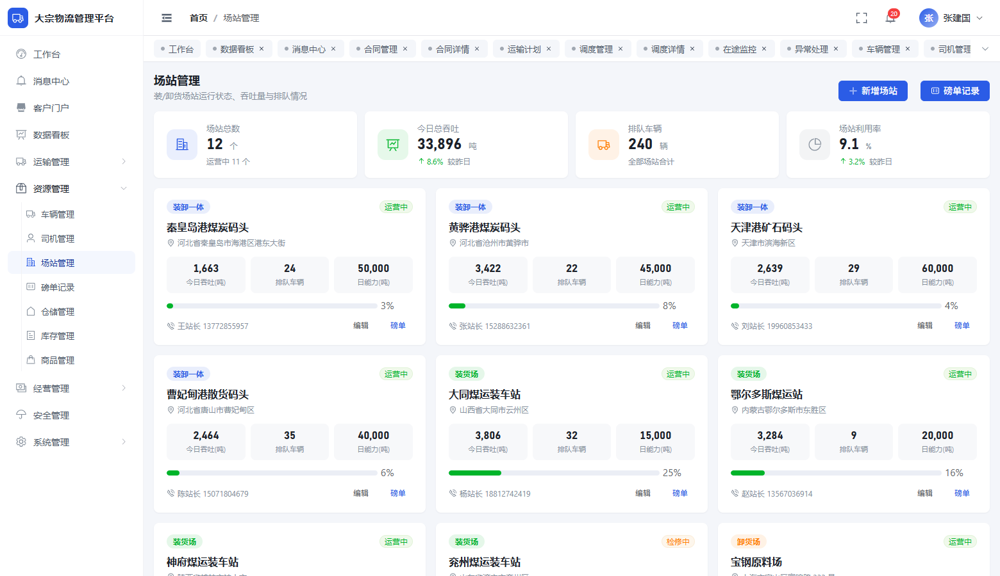 大宗物流管理平台
首页 / 场站管理
20
张 张建国
工作台
数据看板
消息中心
合同管理
合同详情
运输计划
调度管理
调度详情
在途监控
异常处理
车辆管理
司机管理
工作台
消息中心
客户门户
数据看板
运输管理
资源管理
车辆管理
司机管理
场站管理
磅单记录
仓储管理
库存管理
商品管理
经营管理
安全管理
系统管理
场站管理
装/卸货场站运行状态、吞吐量与排队情况
新增场站
磅单记录
场站总数
12 个
运营中 11 个
今日总吞吐
33,896 吨
8.6% 较昨日
排队车辆
240 辆
全部场站合计
场站利用率
9.1 %
3.2% 较昨日
装卸一体 运营中
秦皇岛港煤炭码头
河北省秦皇岛市海港区港东大街
1,663 24 50,000
今日吞吐(吨) 排队车辆 日能力(吨)
3%
王站长 13772855957 编辑 磅单
装卸一体 运营中
黄骅港煤炭码头
河北省沧州市黄骅市
3,422 22 45,000
今日吞吐(吨) 排队车辆 日能力(吨)
8%
张站长 15288632361 编辑 磅单
装卸一体 运营中
天津港矿石码头
天津市滨海新区
2,639 29 60,000
今日吞吐(吨) 排队车辆 日能力(吨)
4%
刘站长 19960853433 编辑 磅单
装卸一体 运营中
曹妃甸港散货码头
河北省唐山市曹妃甸区
2,464 35 40,000
今日吞吐(吨) 排队车辆 日能力(吨)
6%
陈站长 15071804679 编辑 磅单
装货场 运营中
大同煤运装车站
山西省大同市云州区
3,806 32 15,000
今日吞吐(吨) 排队车辆 日能力(吨)
25%
杨站长 18812742419 编辑 磅单
装货场 运营中
鄂尔多斯煤运站
内蒙古鄂尔多斯市东胜区
3,284 9 20,000
今日吞吐(吨) 排队车辆 日能力(吨)
16%
赵站长 13567036914 编辑 磅单
装货场 运营中
神府煤运装车站
装货场 检修中
兖州煤运装车站
卸货场 运营中
宝钢原料场